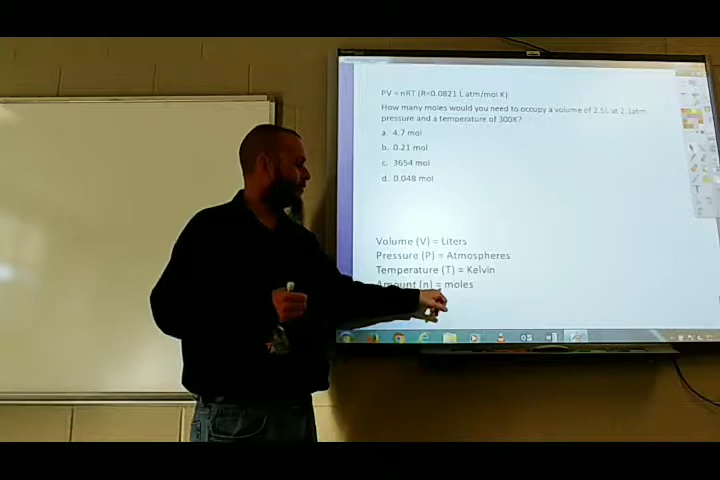 PV = nRT (R=0.0821 L atm/mol K)
How many moles would you need to occupy a volume of 2.5L at 2.1atm
pressure and a temperature of 300K?
a. 4.7 mol
b. 0.21 mol
c. 3654 mol
d. 0.048 mol
Volume (V) = Liters
Pressure (P) = Atmospheres
Temperature (T) = Kelvin
Amount (n) = moles